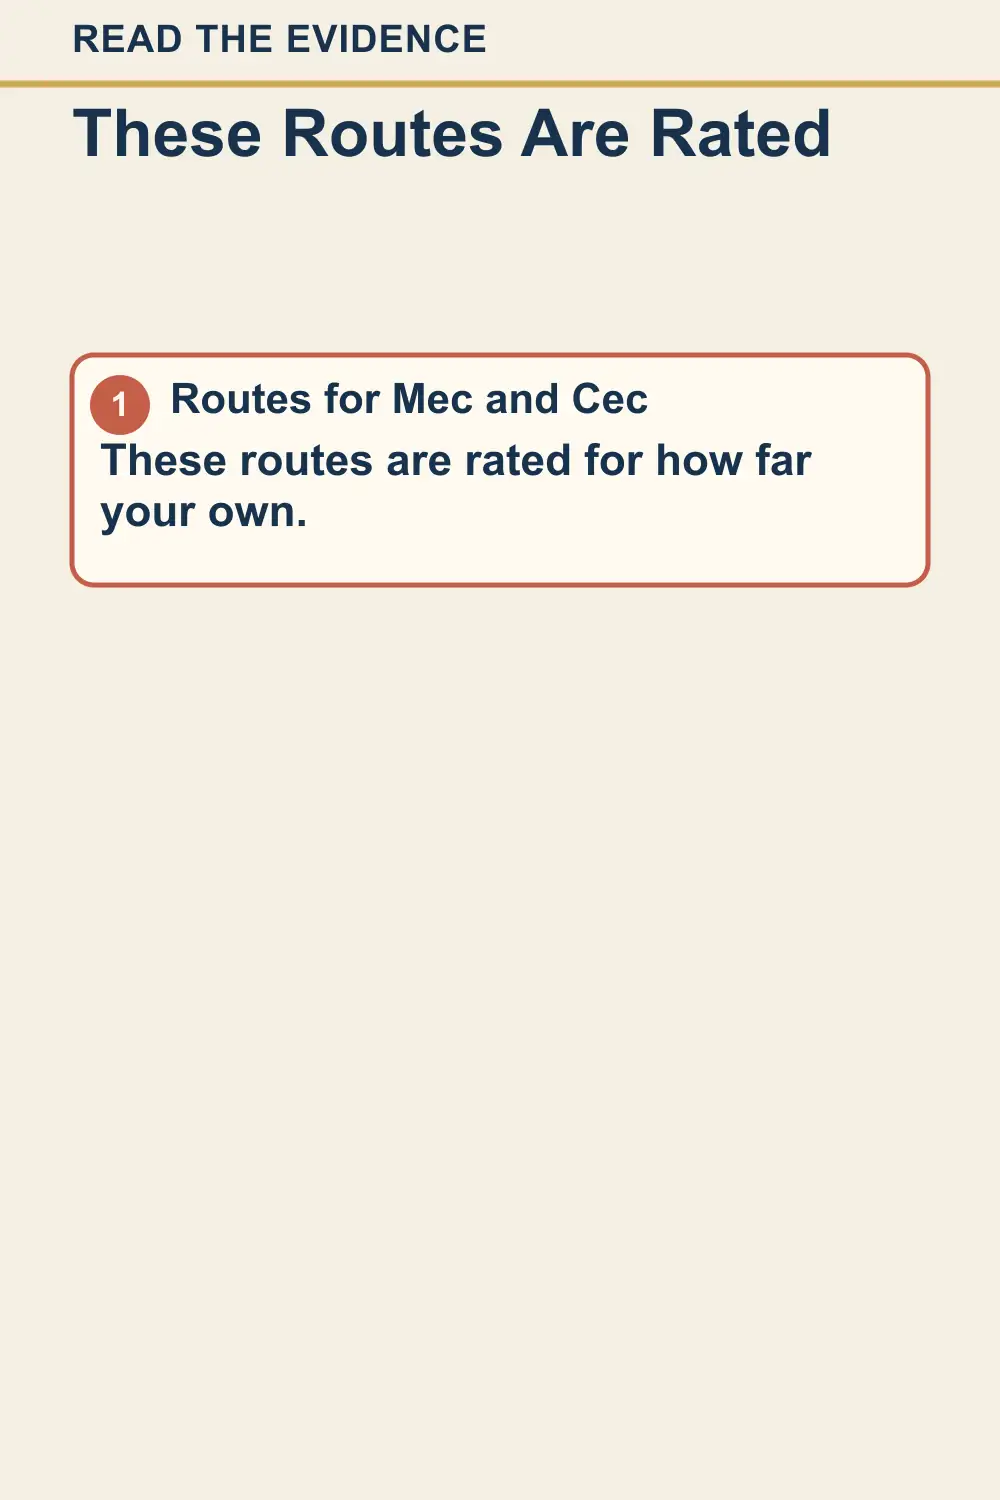 READ THE EVIDENCE
These Routes Are Rated
1 Routes for Mec and Cec
These routes are rated for how far
your own.